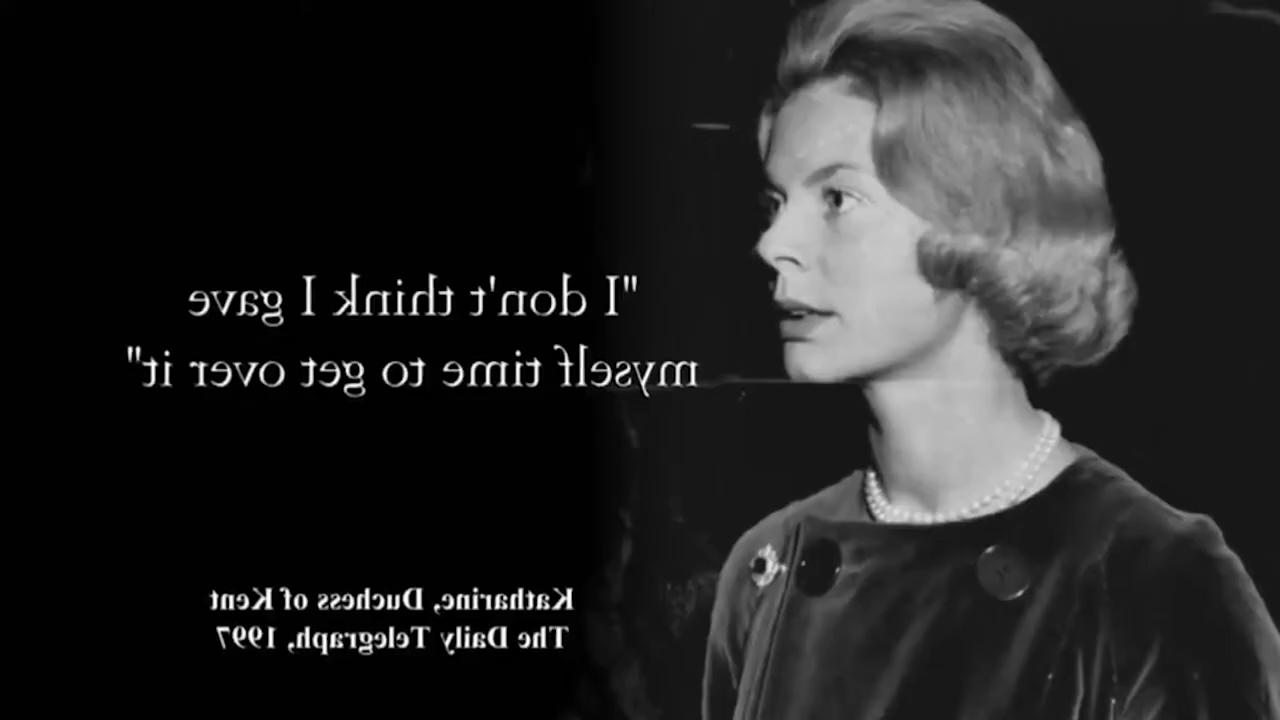 "I don't think I gave
myself time to get over it"
Katharine, Duchess of Kent
The Daily Telegraph, 1997